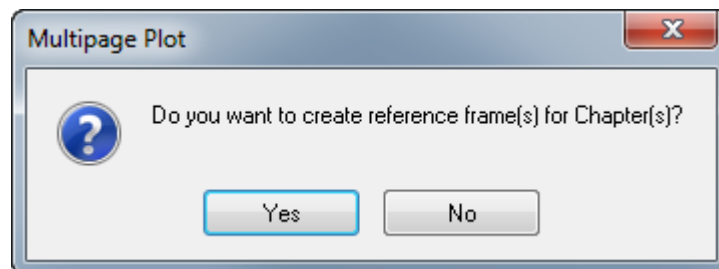 Multipage Plot
Do you want to create reference frame(s) for Chapter(s)?
Yes
No